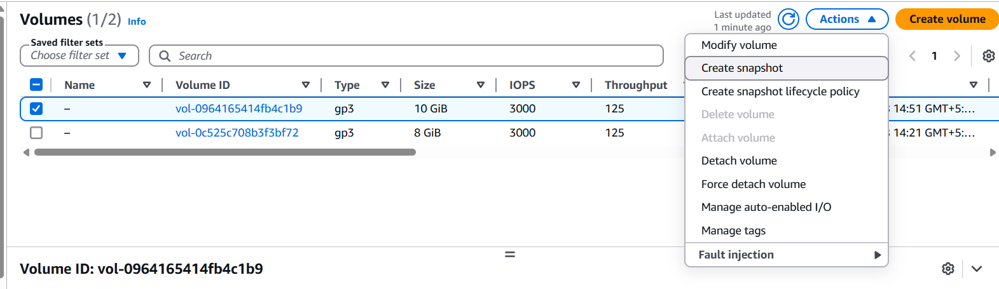 Volumes (1/2) Info
Last updated
1 minute ago
Actions
Create volume
Saved filter sets
Choose filter set
Search
1
Name Volume ID Type Size IOPS Throughput
– vol-0964165414fb4c1b9 gp3 10 GiB 3000 125 14:51 GMT+5:...
– vol-0c525c708b3f3bf72 gp3 8 GiB 3000 125 14:21 GMT+5:...
Modify volume
Create snapshot
Create snapshot lifecycle policy
Delete volume
Attach volume
Detach volume
Force detach volume
Manage auto-enabled I/O
Manage tags
Fault injection
Volume ID: vol-0964165414fb4c1b9